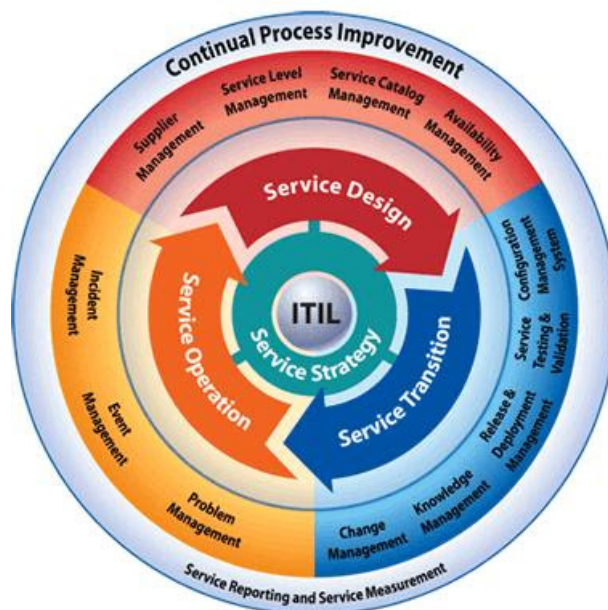 Continual Process Improvement
Supplier
Management
Service Level
Management
Service Catalog
Management
Availability
Management
Configuration
Management
System
Service
Testing &
Validation
Release &
Deployment
Management
Knowledge
Management
Change
Management
Problem
Management
Event
Management
Incident
Management
Service Design
Service Transition
Service Operation
Service Strategy
ITIL
Service Reporting and Service Measurement